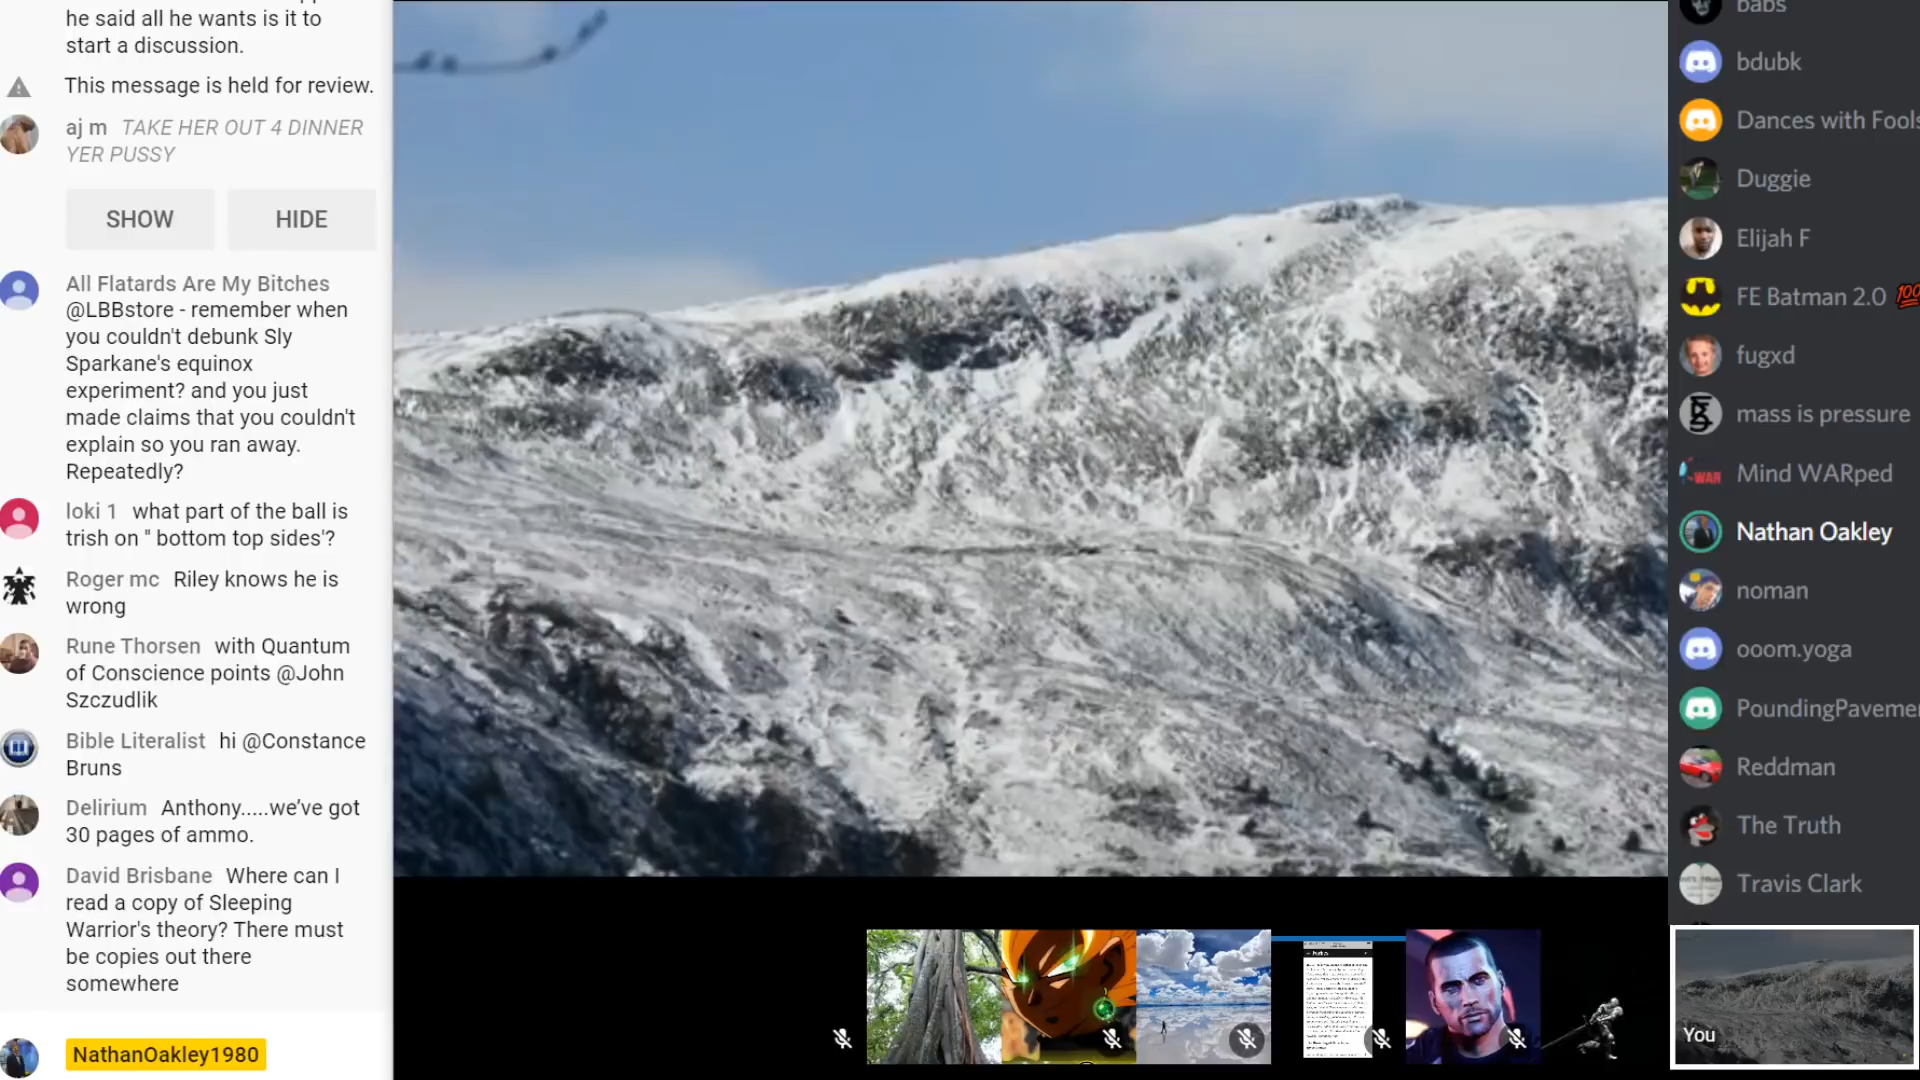 he said all he wants is it to
start a discussion.
This message is held for review.
aj m TAKE HER OUT 4 DINNER
YER PUSSY
SHOW HIDE
All Flatards Are My Bitches
@LBBstore - remember when
you couldn't debunk Sly
Sparkane's equinox
experiment? and you just
made claims that you couldn't
explain so you ran away.
Repeatedly?
loki 1 what part of the ball is
trish on " bottom top sides'?
Roger mc Riley knows he is
wrong
Rune Thorsen with Quantum
of Conscience points @John
Szczudlik
Bible Literalist hi @Constance
Bruns
Delirium Anthony.....we've got
30 pages of ammo.
David Brisbane Where can I
read a copy of Sleeping
Warrior's theory? There must
be copies out there
somewhere
NathanOakley1980
babs
bdubk
Dances with Fools
Duggie
Elijah F
FE Batman 2.0 💯
fugxd
mass is pressure
Mind WARped
Nathan Oakley
noman
ooom.yoga
PoundingPavemen
Reddman
The Truth
Travis Clark
You